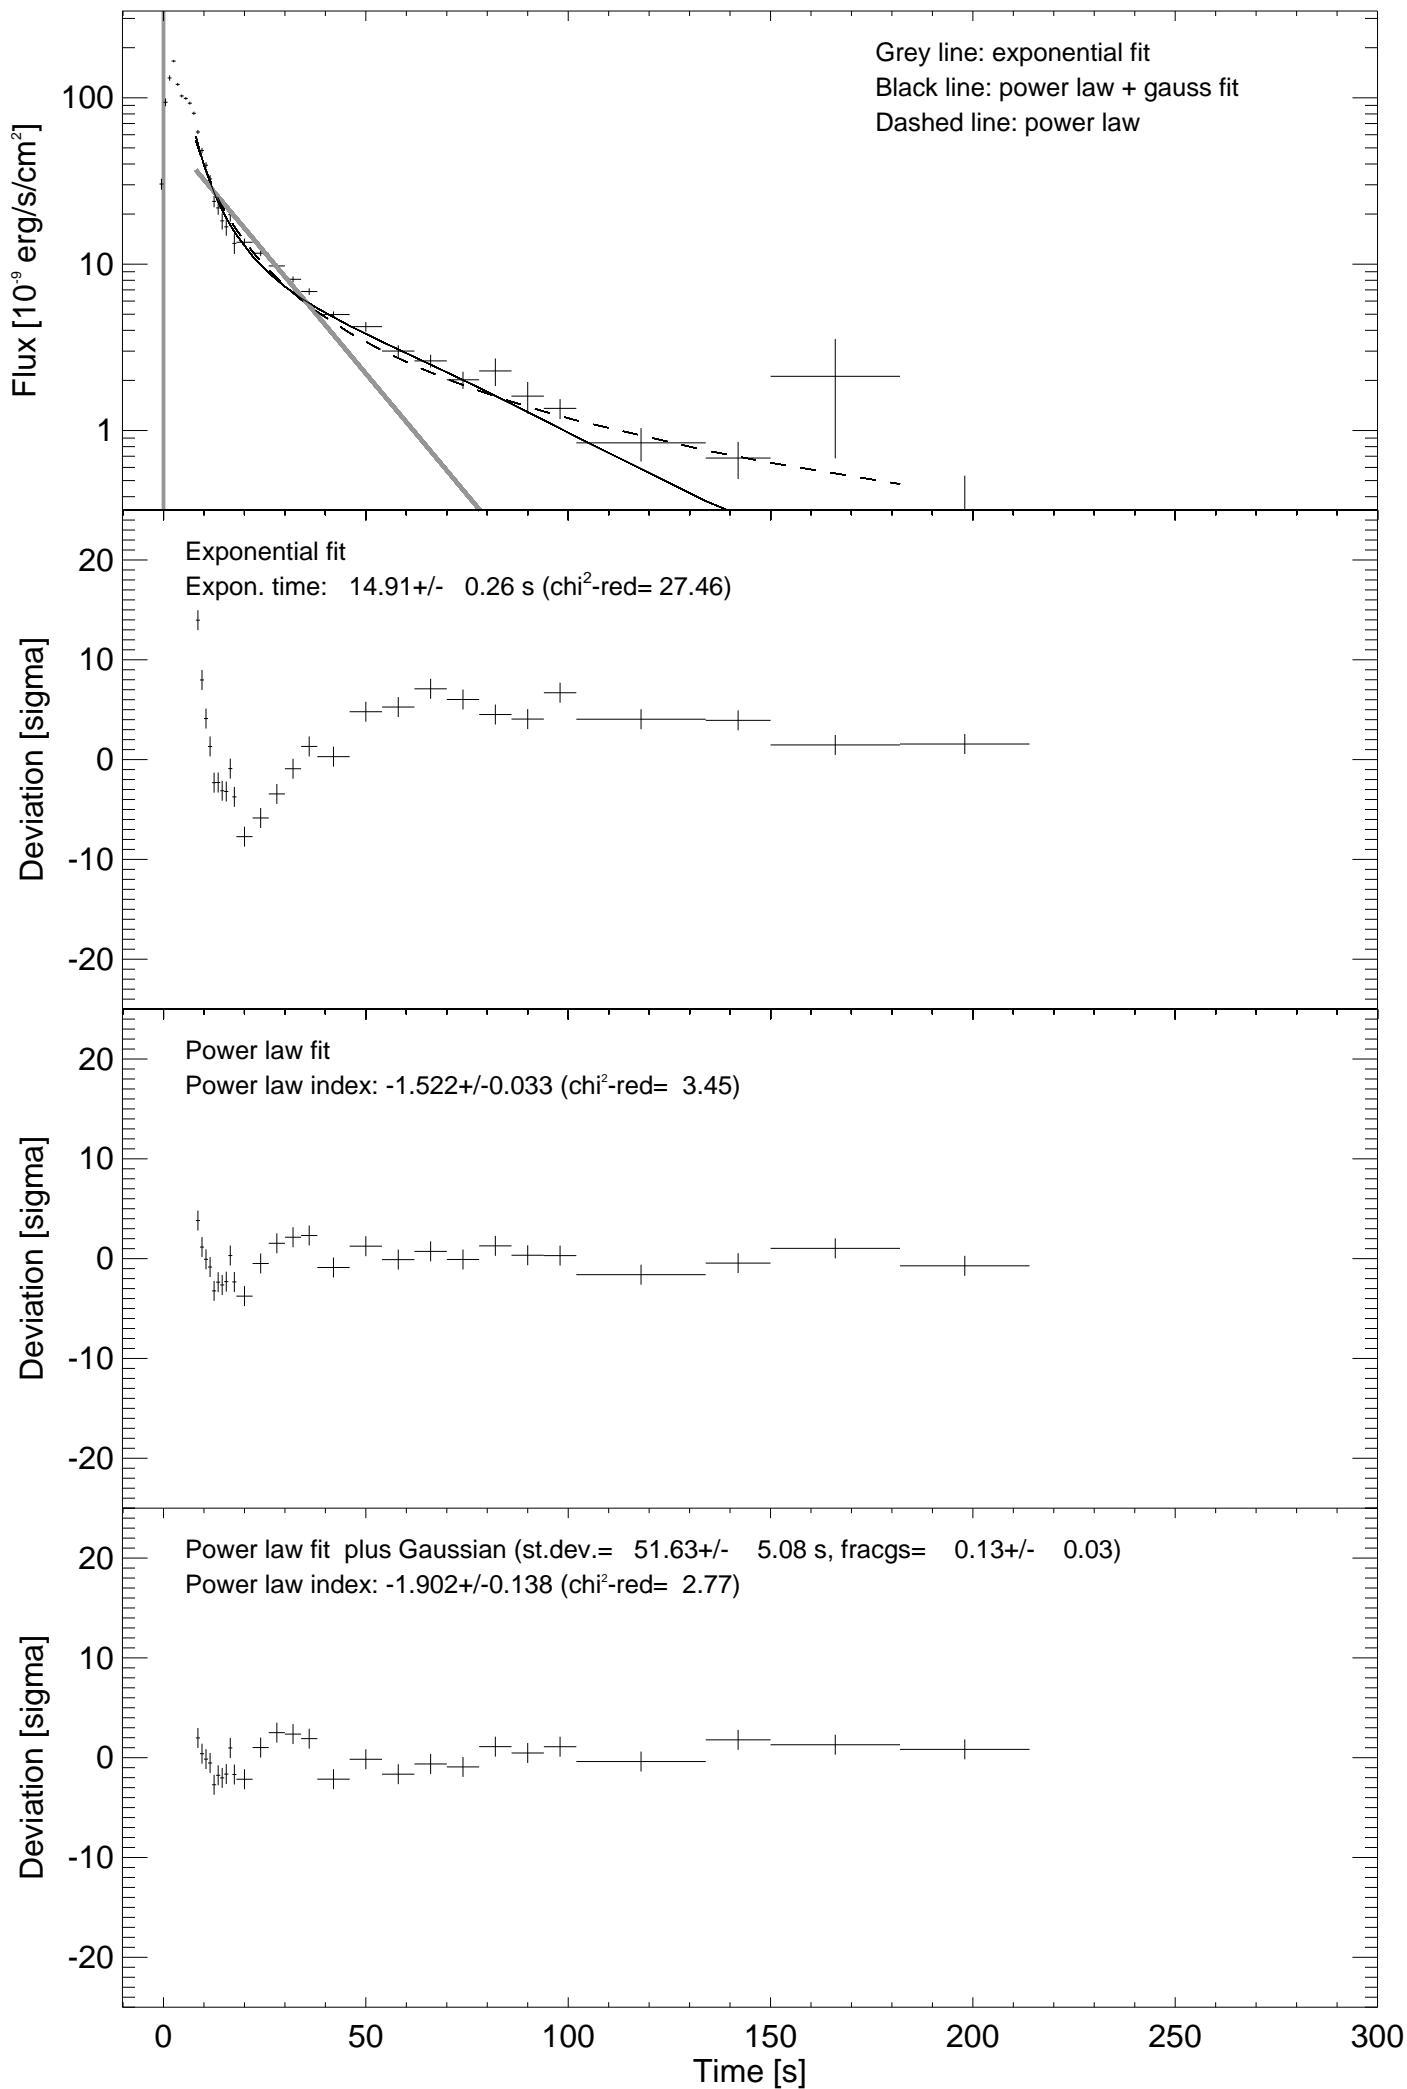 Grey line: exponential fit
Black line: power law + gauss fit
Dashed line: power law
100
10
1
Flux [10⁻⁹ erg/s/cm²]
Exponential fit
Expon. time: 14.91+/- 0.26 s (chi²-red= 27.46)
20
10
0
-10
-20
Deviation [sigma]
Power law fit
Power law index: -1.522+/-0.033 (chi²-red= 3.45)
20
10
0
-10
-20
Deviation [sigma]
Power law fit plus Gaussian (st.dev.= 51.63+/- 5.08 s, fracgs= 0.13+/- 0.03)
Power law index: -1.902+/-0.138 (chi²-red= 2.77)
20
10
0
-10
-20
Deviation [sigma]
0 50 100 150 200 250 300
Time [s]